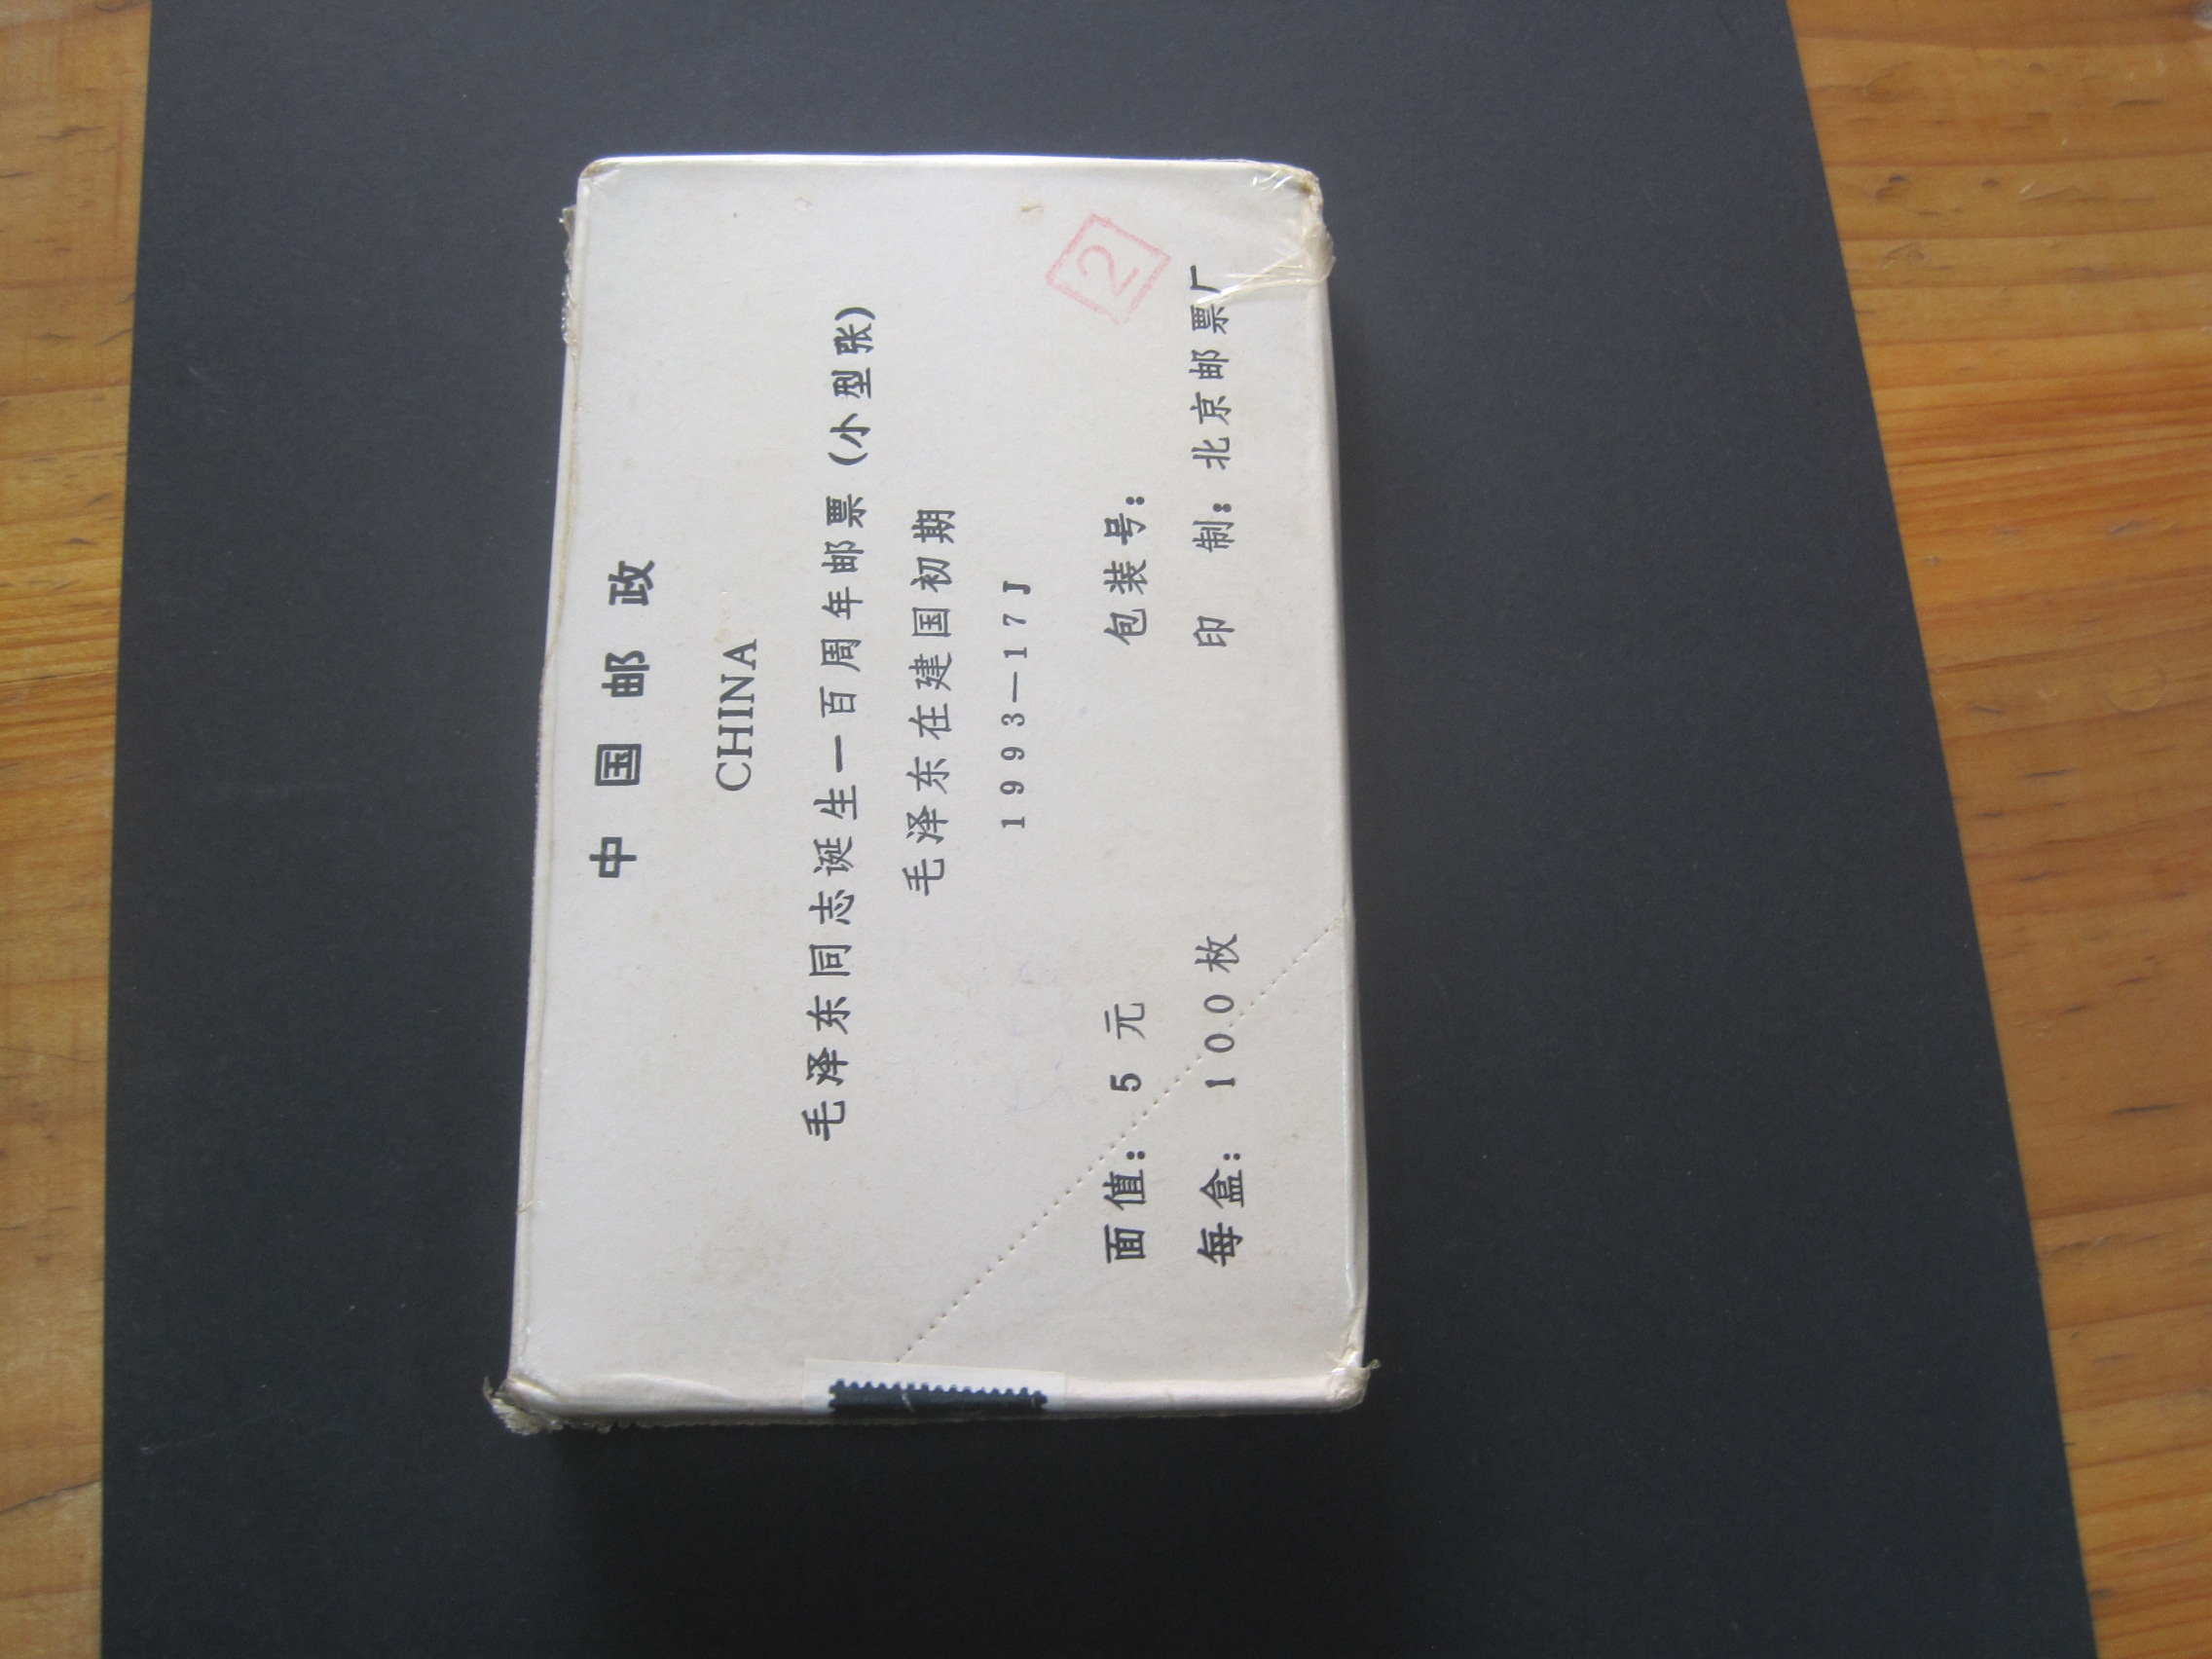 中国邮政
CHINA
毛泽东同志诞生一百周年邮票(小型张)
毛泽东在建国初期
1993—17J
面值: 5 元
包装号:
每盒: 100枚
印 制: 北京邮票厂
2